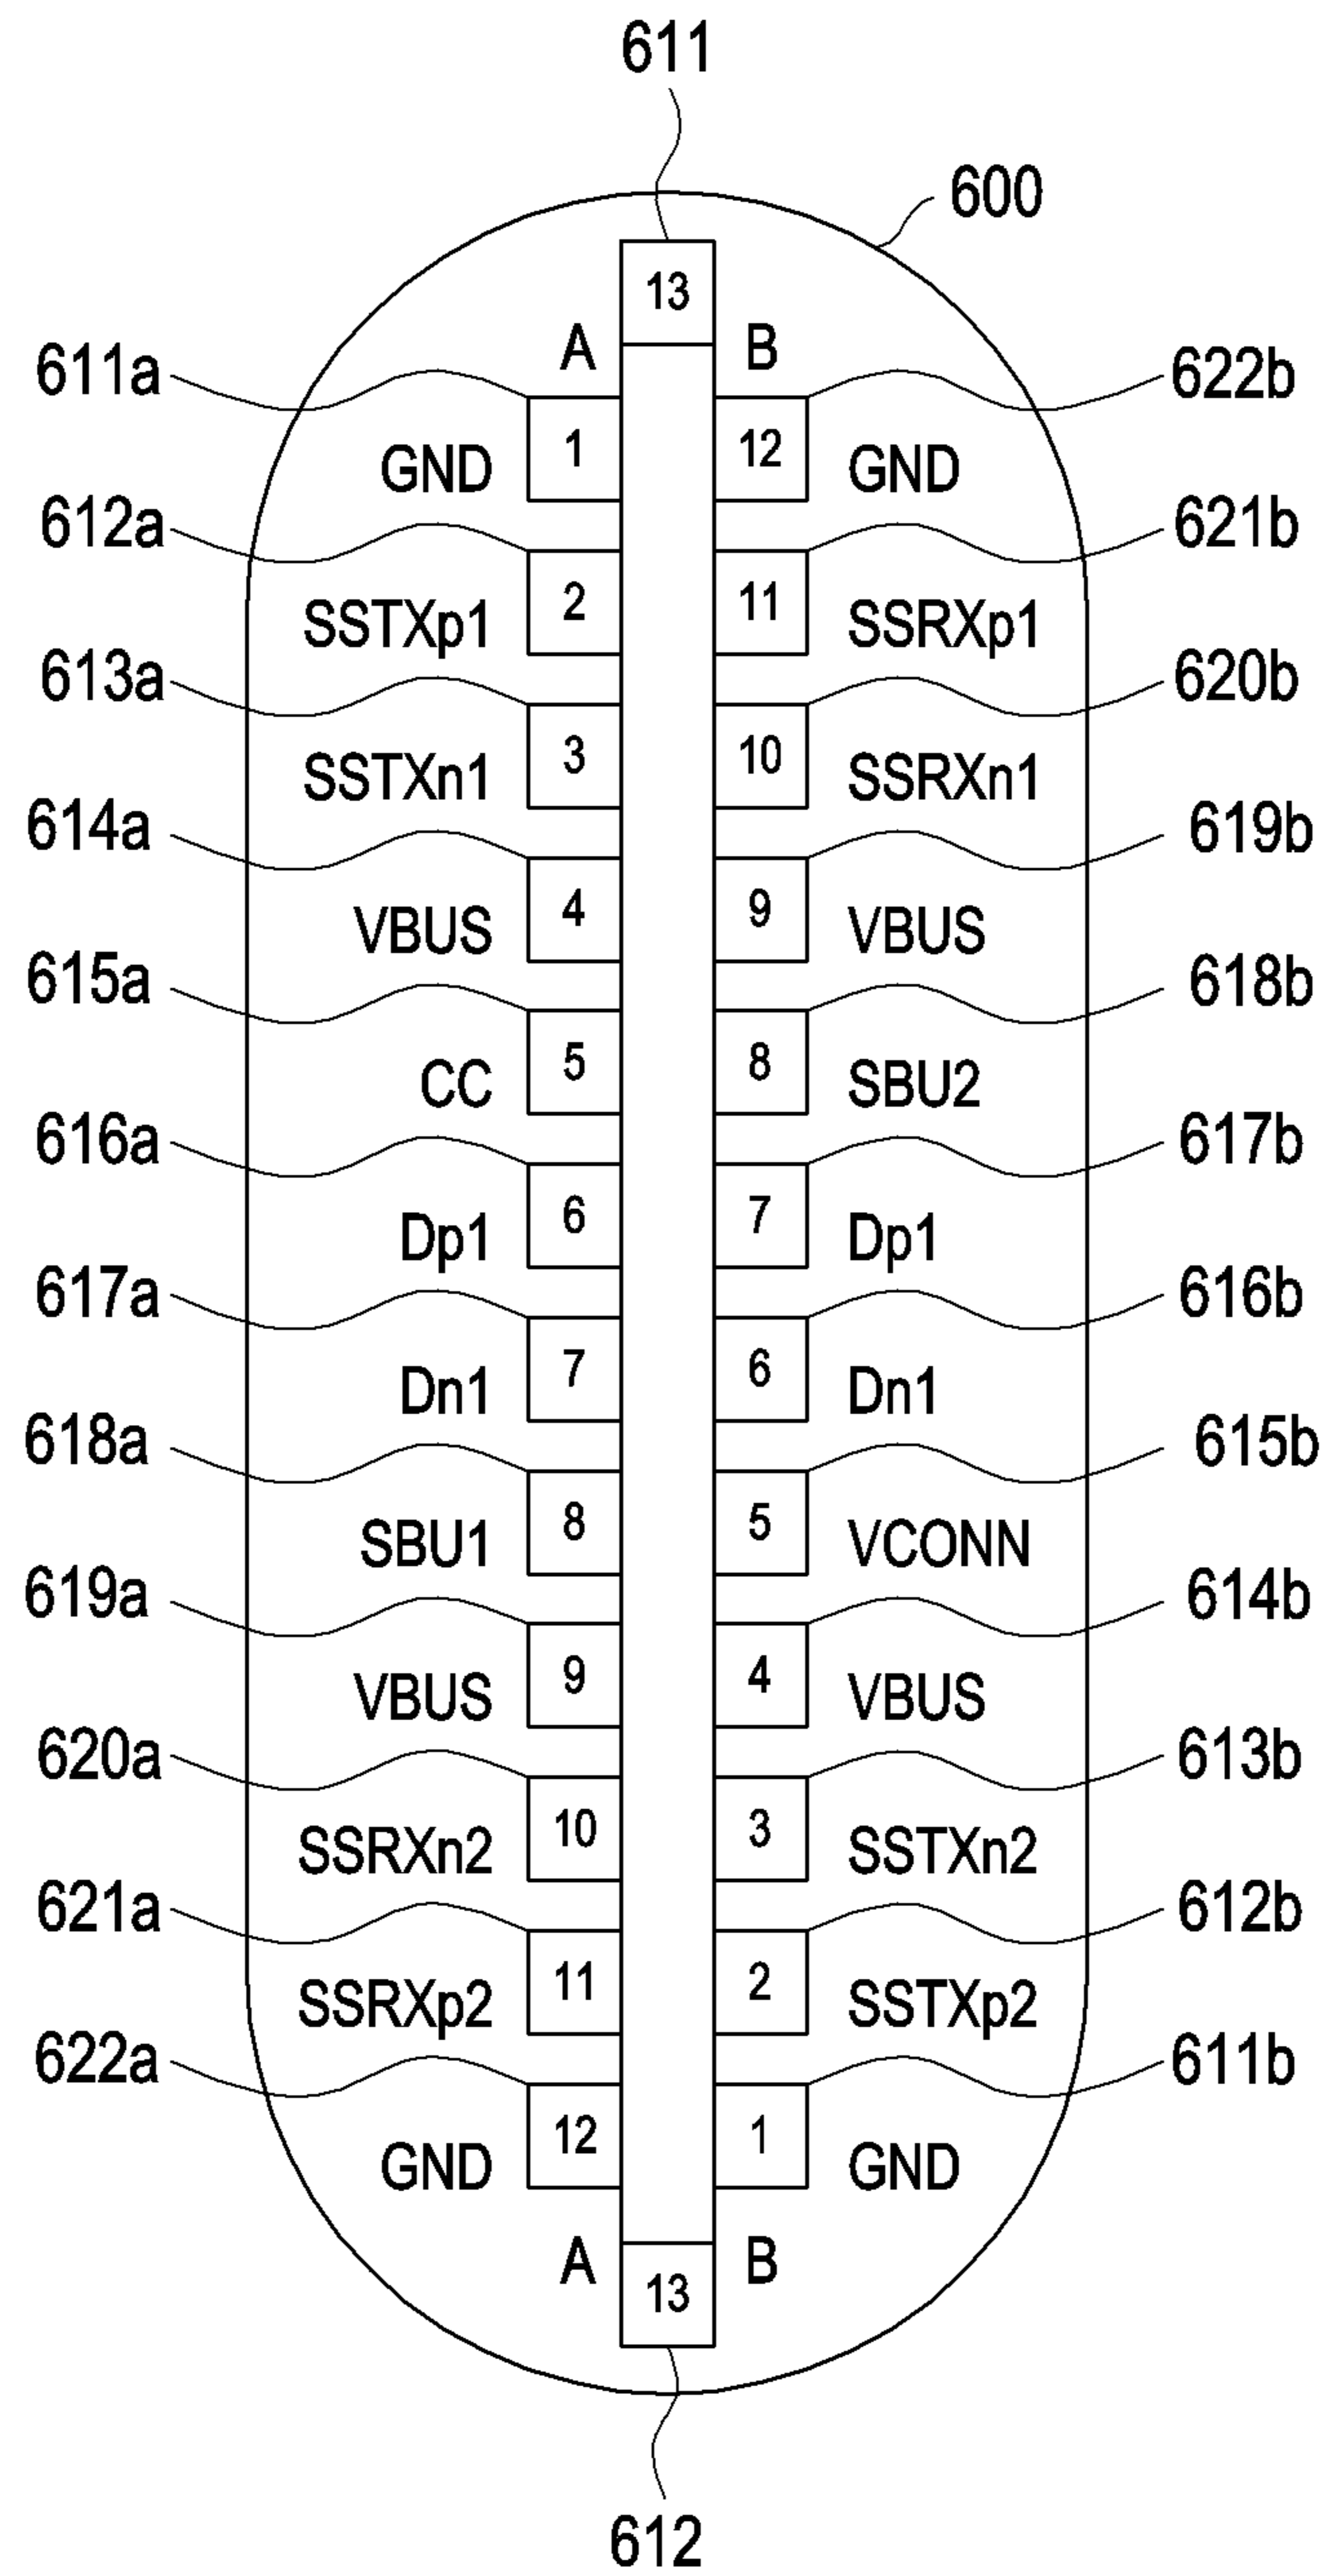 611
600
13
A B
611a 1 12 622b
GND GND
612a 2 11 621b
SSTXp1 SSRXp1
613a 3 10 620b
SSTXn1 SSRXn1
614a 4 9 619b
VBUS VBUS
615a 5 8 618b
CC SBU2
616a 6 7 617b
Dp1 Dp1
617a 7 6 616b
Dn1 Dn1
618a 8 5 615b
SBU1 VCONN
619a 9 4 614b
VBUS VBUS
620a 10 3 613b
SSRXn2 SSTXn2
621a 11 2 612b
SSRXp2 SSTXp2
622a 12 1 611b
GND GND
A B
13
612